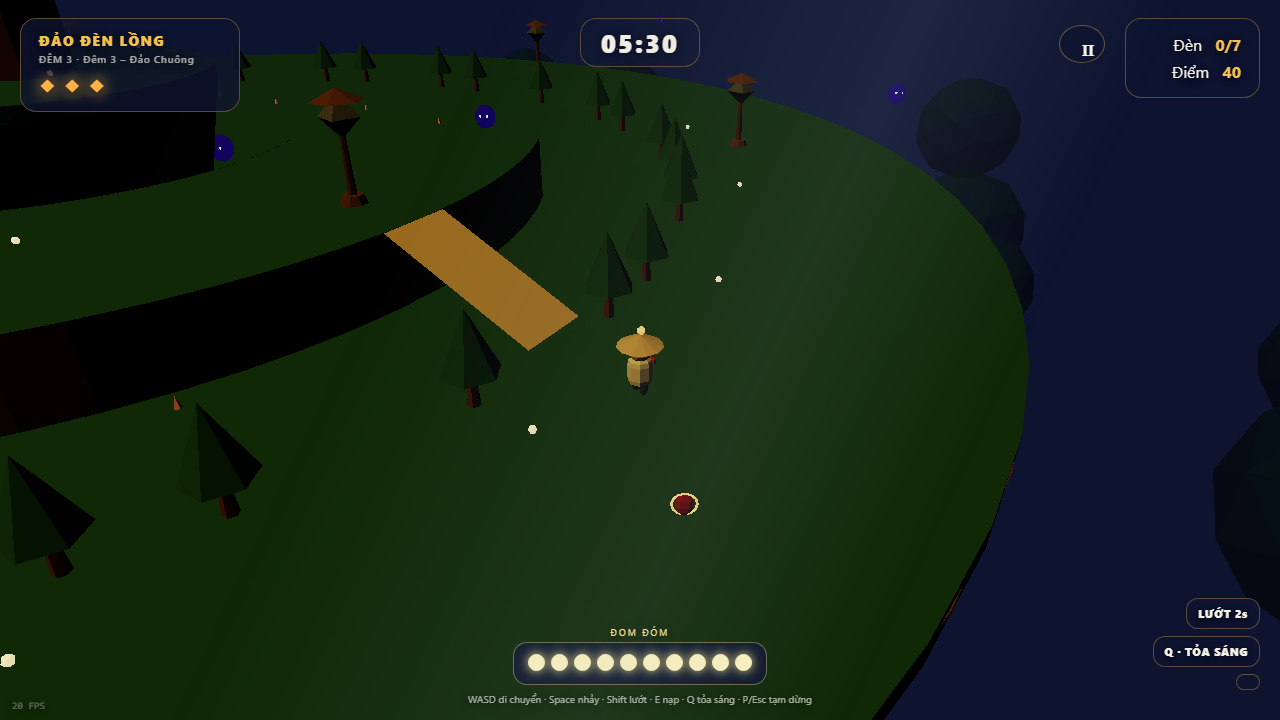 ĐẢO ĐÈN LỒNG
ĐÊM 3 · Đêm 3 – Đảo Chuông
05:30
II
Đèn 0/7
Điểm 40
LƯỚT 2s
Q · TỎA SÁNG
ĐOM ĐÓM
WASD di chuyển · Space nhảy · Shift lướt · E nạp · Q tỏa sáng · P/Esc tạm dừng
20 FPS